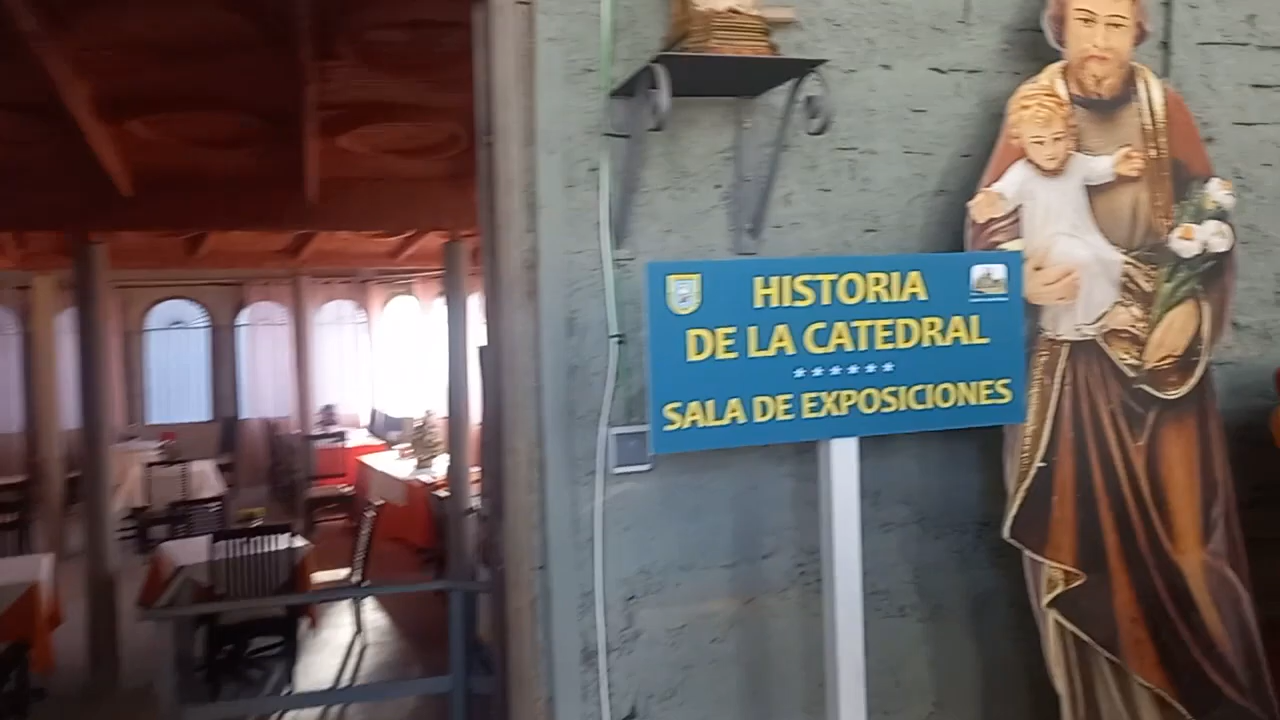 HISTORIA
DE LA CATEDRAL
******
SALA DE EXPOSICIONES